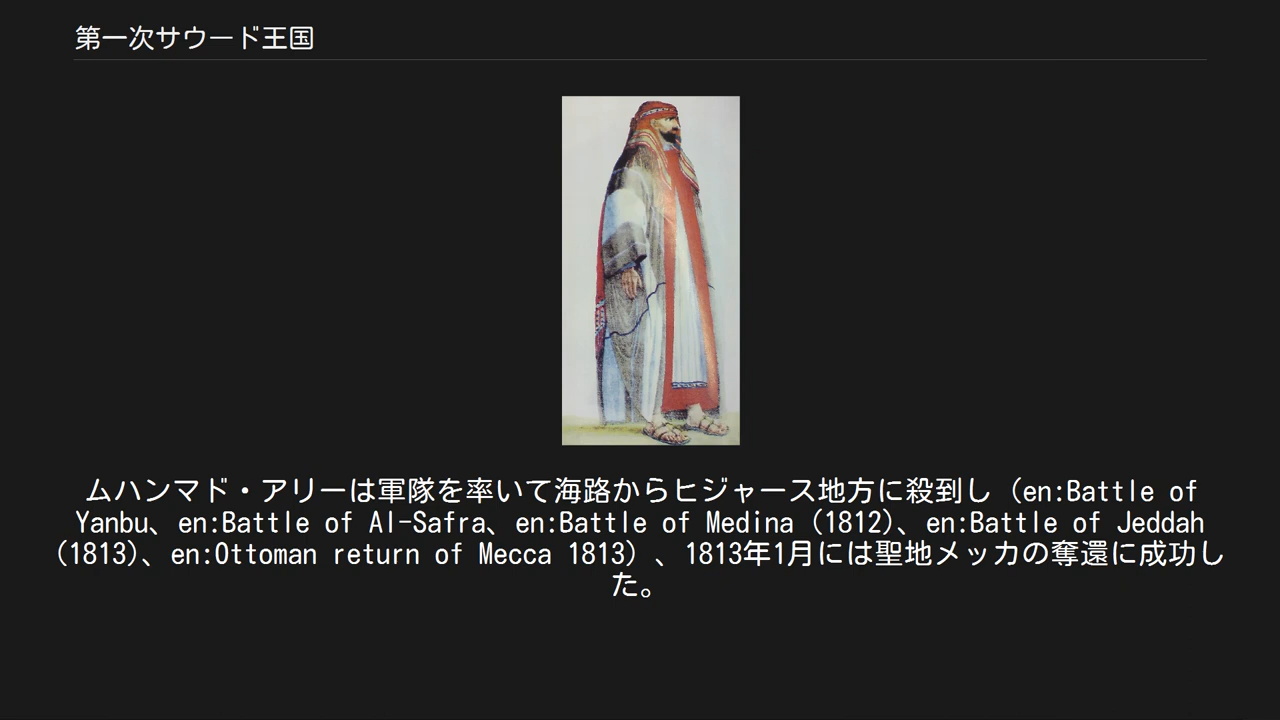 第一次サウード王国
ムハンマド・アリーは軍隊を率いて海路からヒジャース地方に殺到し（en:Battle of
Yanbu、en:Battle of Al-Safra、en:Battle of Medina (1812)、en:Battle of Jeddah
(1813)、en:Ottoman return of Mecca 1813）、1813年1月には聖地メッカの奪還に成功し
た。